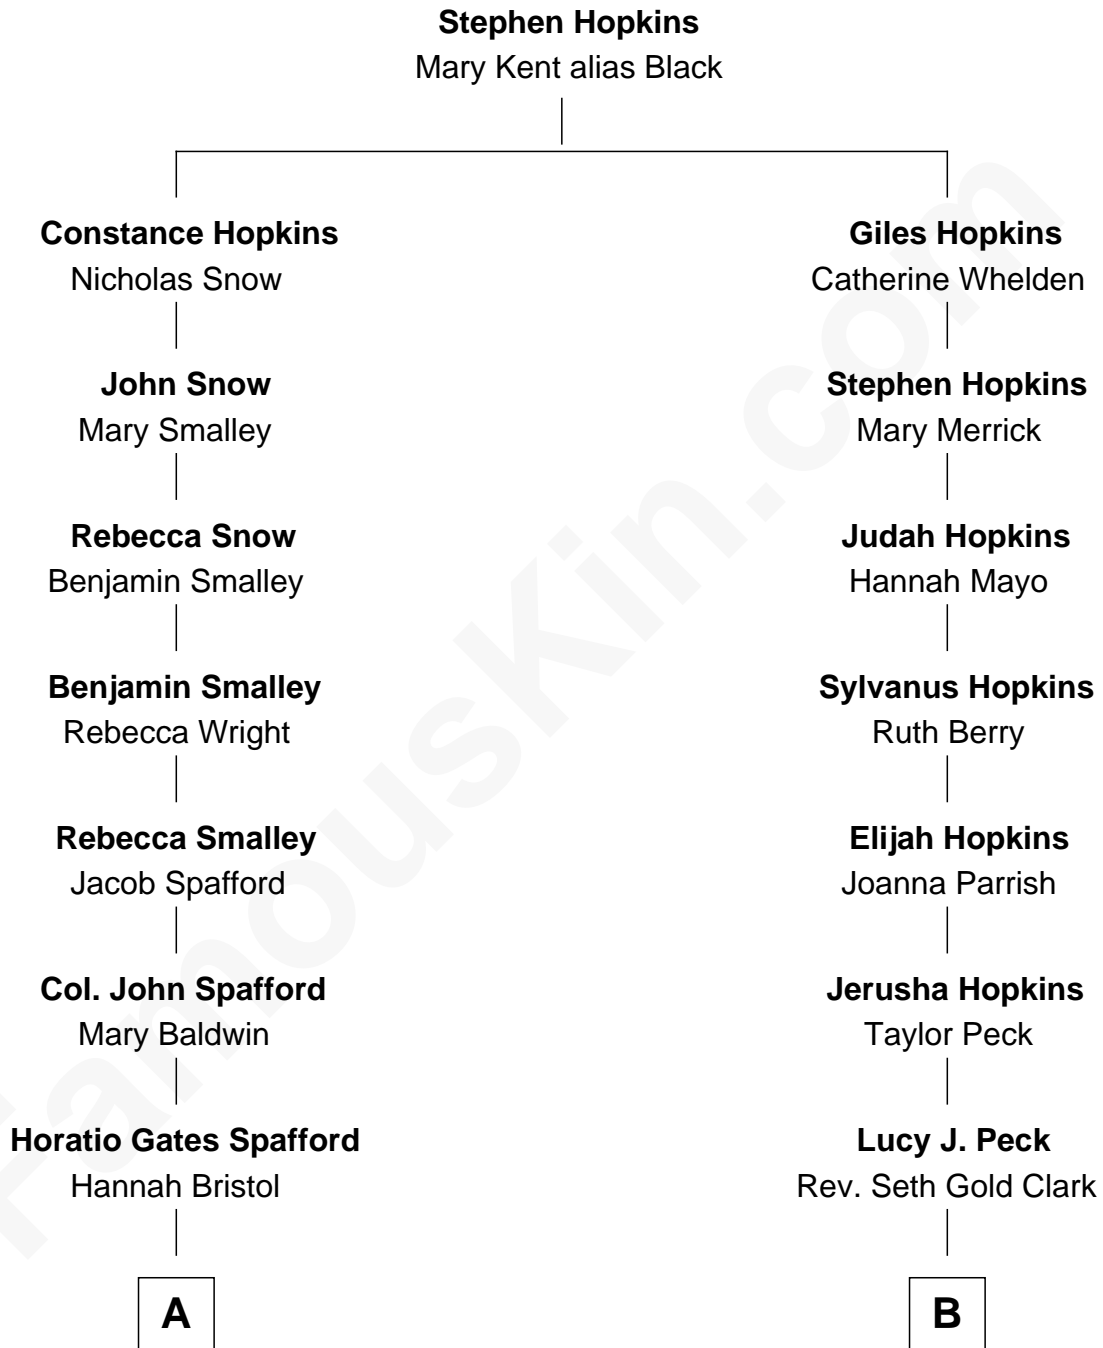 Stephen Hopkins
Mary Kent alias Black
Constance Hopkins
Nicholas Snow
Giles Hopkins
Catherine Whelden
John Snow
Mary Smalley
Stephen Hopkins
Mary Merrick
Rebecca Snow
Benjamin Smalley
Judah Hopkins
Hannah Mayo
Benjamin Smalley
Rebecca Wright
Sylvanus Hopkins
Ruth Berry
Rebecca Smalley
Jacob Spafford
Elijah Hopkins
Joanna Parrish
Col. John Spafford
Mary Baldwin
Jerusha Hopkins
Taylor Peck
Horatio Gates Spafford
Hannah Bristol
Lucy J. Peck
Rev. Seth Gold Clark
A
B
FamousKin.com